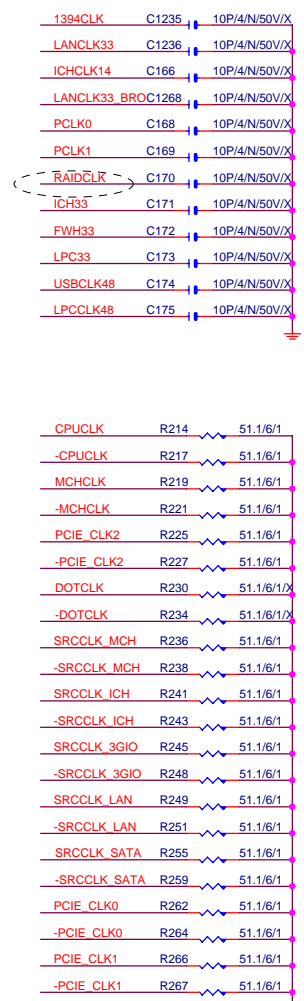 1394CLK C1235 10P/4/N/50V/X
LANCLK33 C1236 10P/4/N/50V/X
ICHCLK14 C166 10P/4/N/50V/X
LANCLK33_BRO C1268 10P/4/N/50V/X
PCLK0 C168 10P/4/N/50V/X
PCLK1 C169 10P/4/N/50V/X
RAIDCLK C170 10P/4/N/50V/X
ICH33 C171 10P/4/N/50V/X
FWH33 C172 10P/4/N/50V/X
LPC33 C173 10P/4/N/50V/X
USBCLK48 C174 10P/4/N/50V/X
LPCCLK48 C175 10P/4/N/50V/X
CPUCLK R214 51.1/6/1
-CPUCLK R217 51.1/6/1
MCHCLK R219 51.1/6/1
-MCHCLK R221 51.1/6/1
PCIE_CLK2 R225 51.1/6/1
-PCIE_CLK2 R227 51.1/6/1
DOTCLK R230 51.1/6/1/X
-DOTCLK R234 51.1/6/1/X
SRCCLK_MCH R236 51.1/6/1
-SRCCLK_MCH R238 51.1/6/1
SRCCLK_ICH R241 51.1/6/1
-SRCCLK_ICH R243 51.1/6/1
SRCCLK_3GIO R245 51.1/6/1
-SRCCLK_3GIO R248 51.1/6/1
SRCCLK_LAN R249 51.1/6/1
-SRCCLK_LAN R251 51.1/6/1
SRCCLK_SATA R255 51.1/6/1
-SRCCLK_SATA R259 51.1/6/1
PCIE_CLK0 R262 51.1/6/1
-PCIE_CLK0 R264 51.1/6/1
PCIE_CLK1 R266 51.1/6/1
-PCIE_CLK1 R267 51.1/6/1